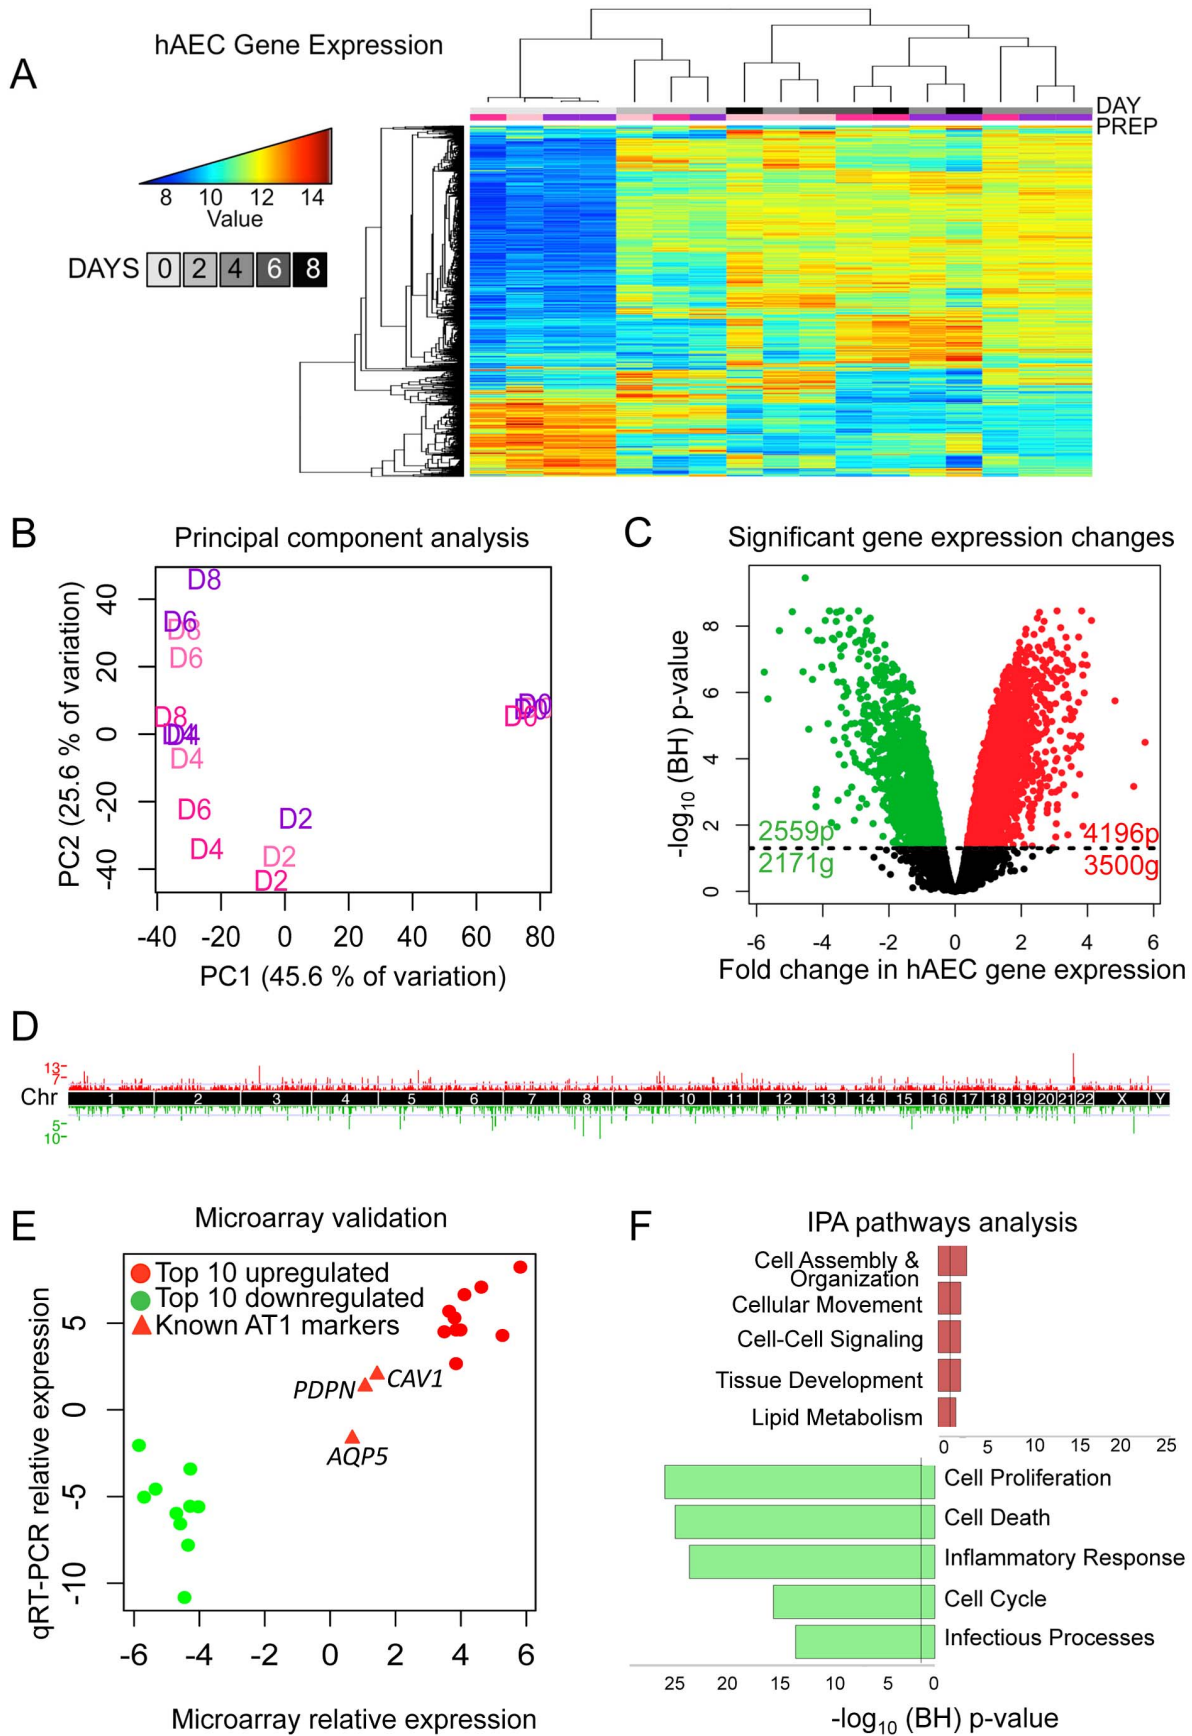 A
hAEC Gene Expression
DAY
PREP
8 10 12 14
Value
DAYS 0 2 4 6 8
B
Principal component analysis
PC2 (25.6 % of variation)
40
20
0
-20
-40
D8
D6
D8
D6
D8
D4
D4
D4
D6
D4
D2
D2
D2
D0
D0
D0
-40 -20 0 20 40 60 80
PC1 (45.6 % of variation)
C
Significant gene expression changes
-log10 (BH) p-value
8
6
4
2
0
2559p
2171g
4196p
3500g
-6 -4 -2 0 2 4 6
Fold change in hAEC gene expression
D
13
7
Chr 1 2 3 4 5 6 7 8 9 10 11 12 13 14 15 16 17 18 19 20 21 22 X Y
5
10
E
Microarray validation
Top 10 upregulated
Top 10 downregulated
Known AT1 markers
qRT-PCR relative expression
5
0
-5
-10
PDPN
CAV1
AQP5
-6 -4 -2 0 2 4 6
Microarray relative expression
F
IPA pathways analysis
Cell Assembly &
Organization
Cellular Movement
Cell-Cell Signaling
Tissue Development
Lipid Metabolism
0 5 10 15 20 25
Cell Proliferation
Cell Death
Inflammatory Response
Cell Cycle
Infectious Processes
25 20 15 10 5 0
-log10 (BH) p-value